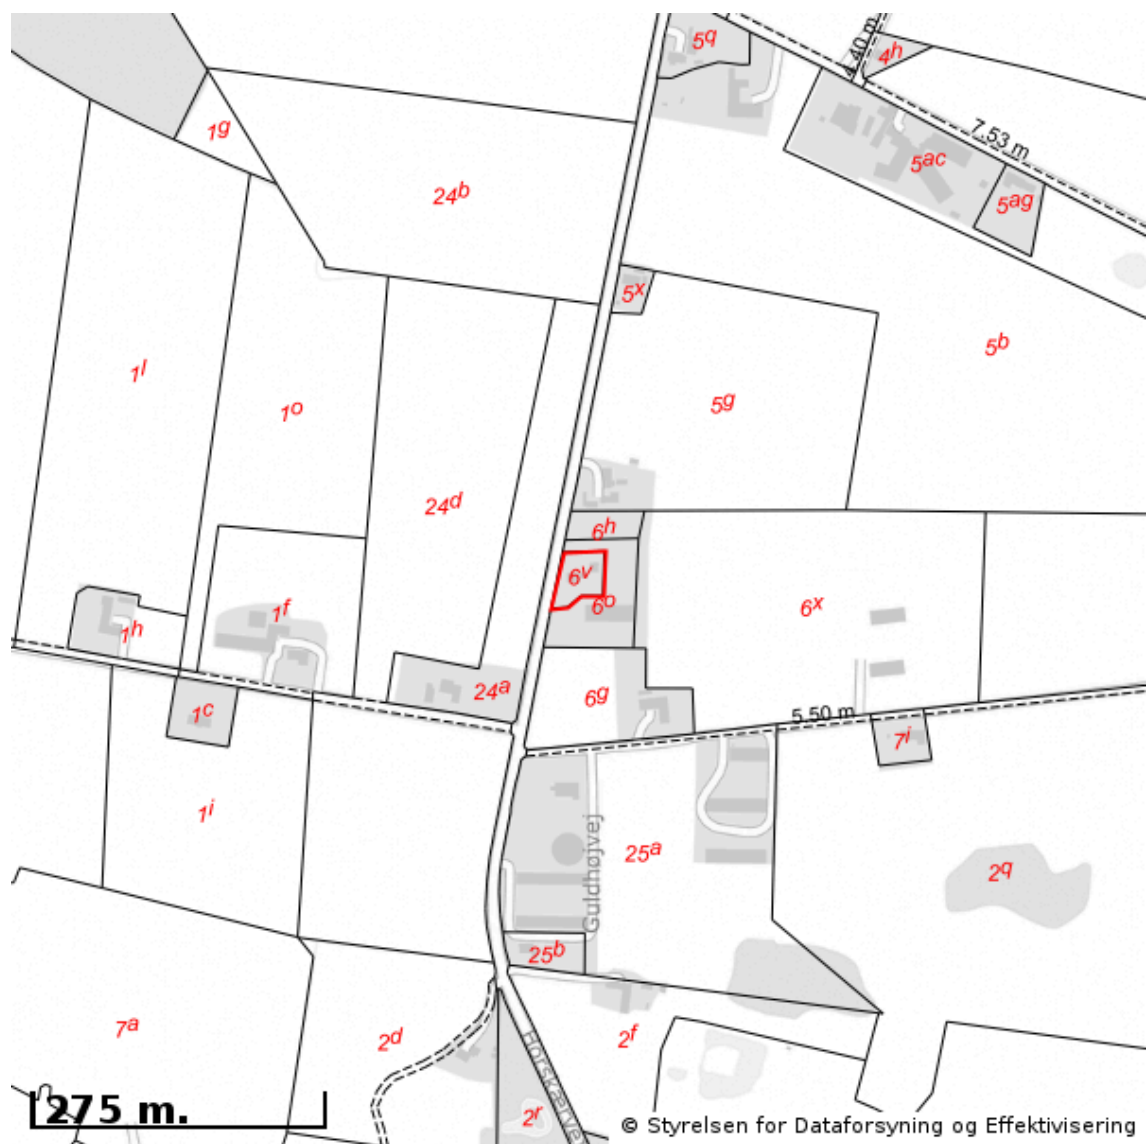 5q
4h
4.40 m
7.53 m
1g
5ac
24b
5ag
5x
5b
1l
1o
5g
24d
6h
6v
6o
6x
1f
1h
24a
6g
1c
5.50 m
7i
1i
25a
2q
Guldhøjvej
25b
7a
2d
2f
Horskærvej
2r
275 m.
© Styrelsen for Dataforsyning og Effektivisering